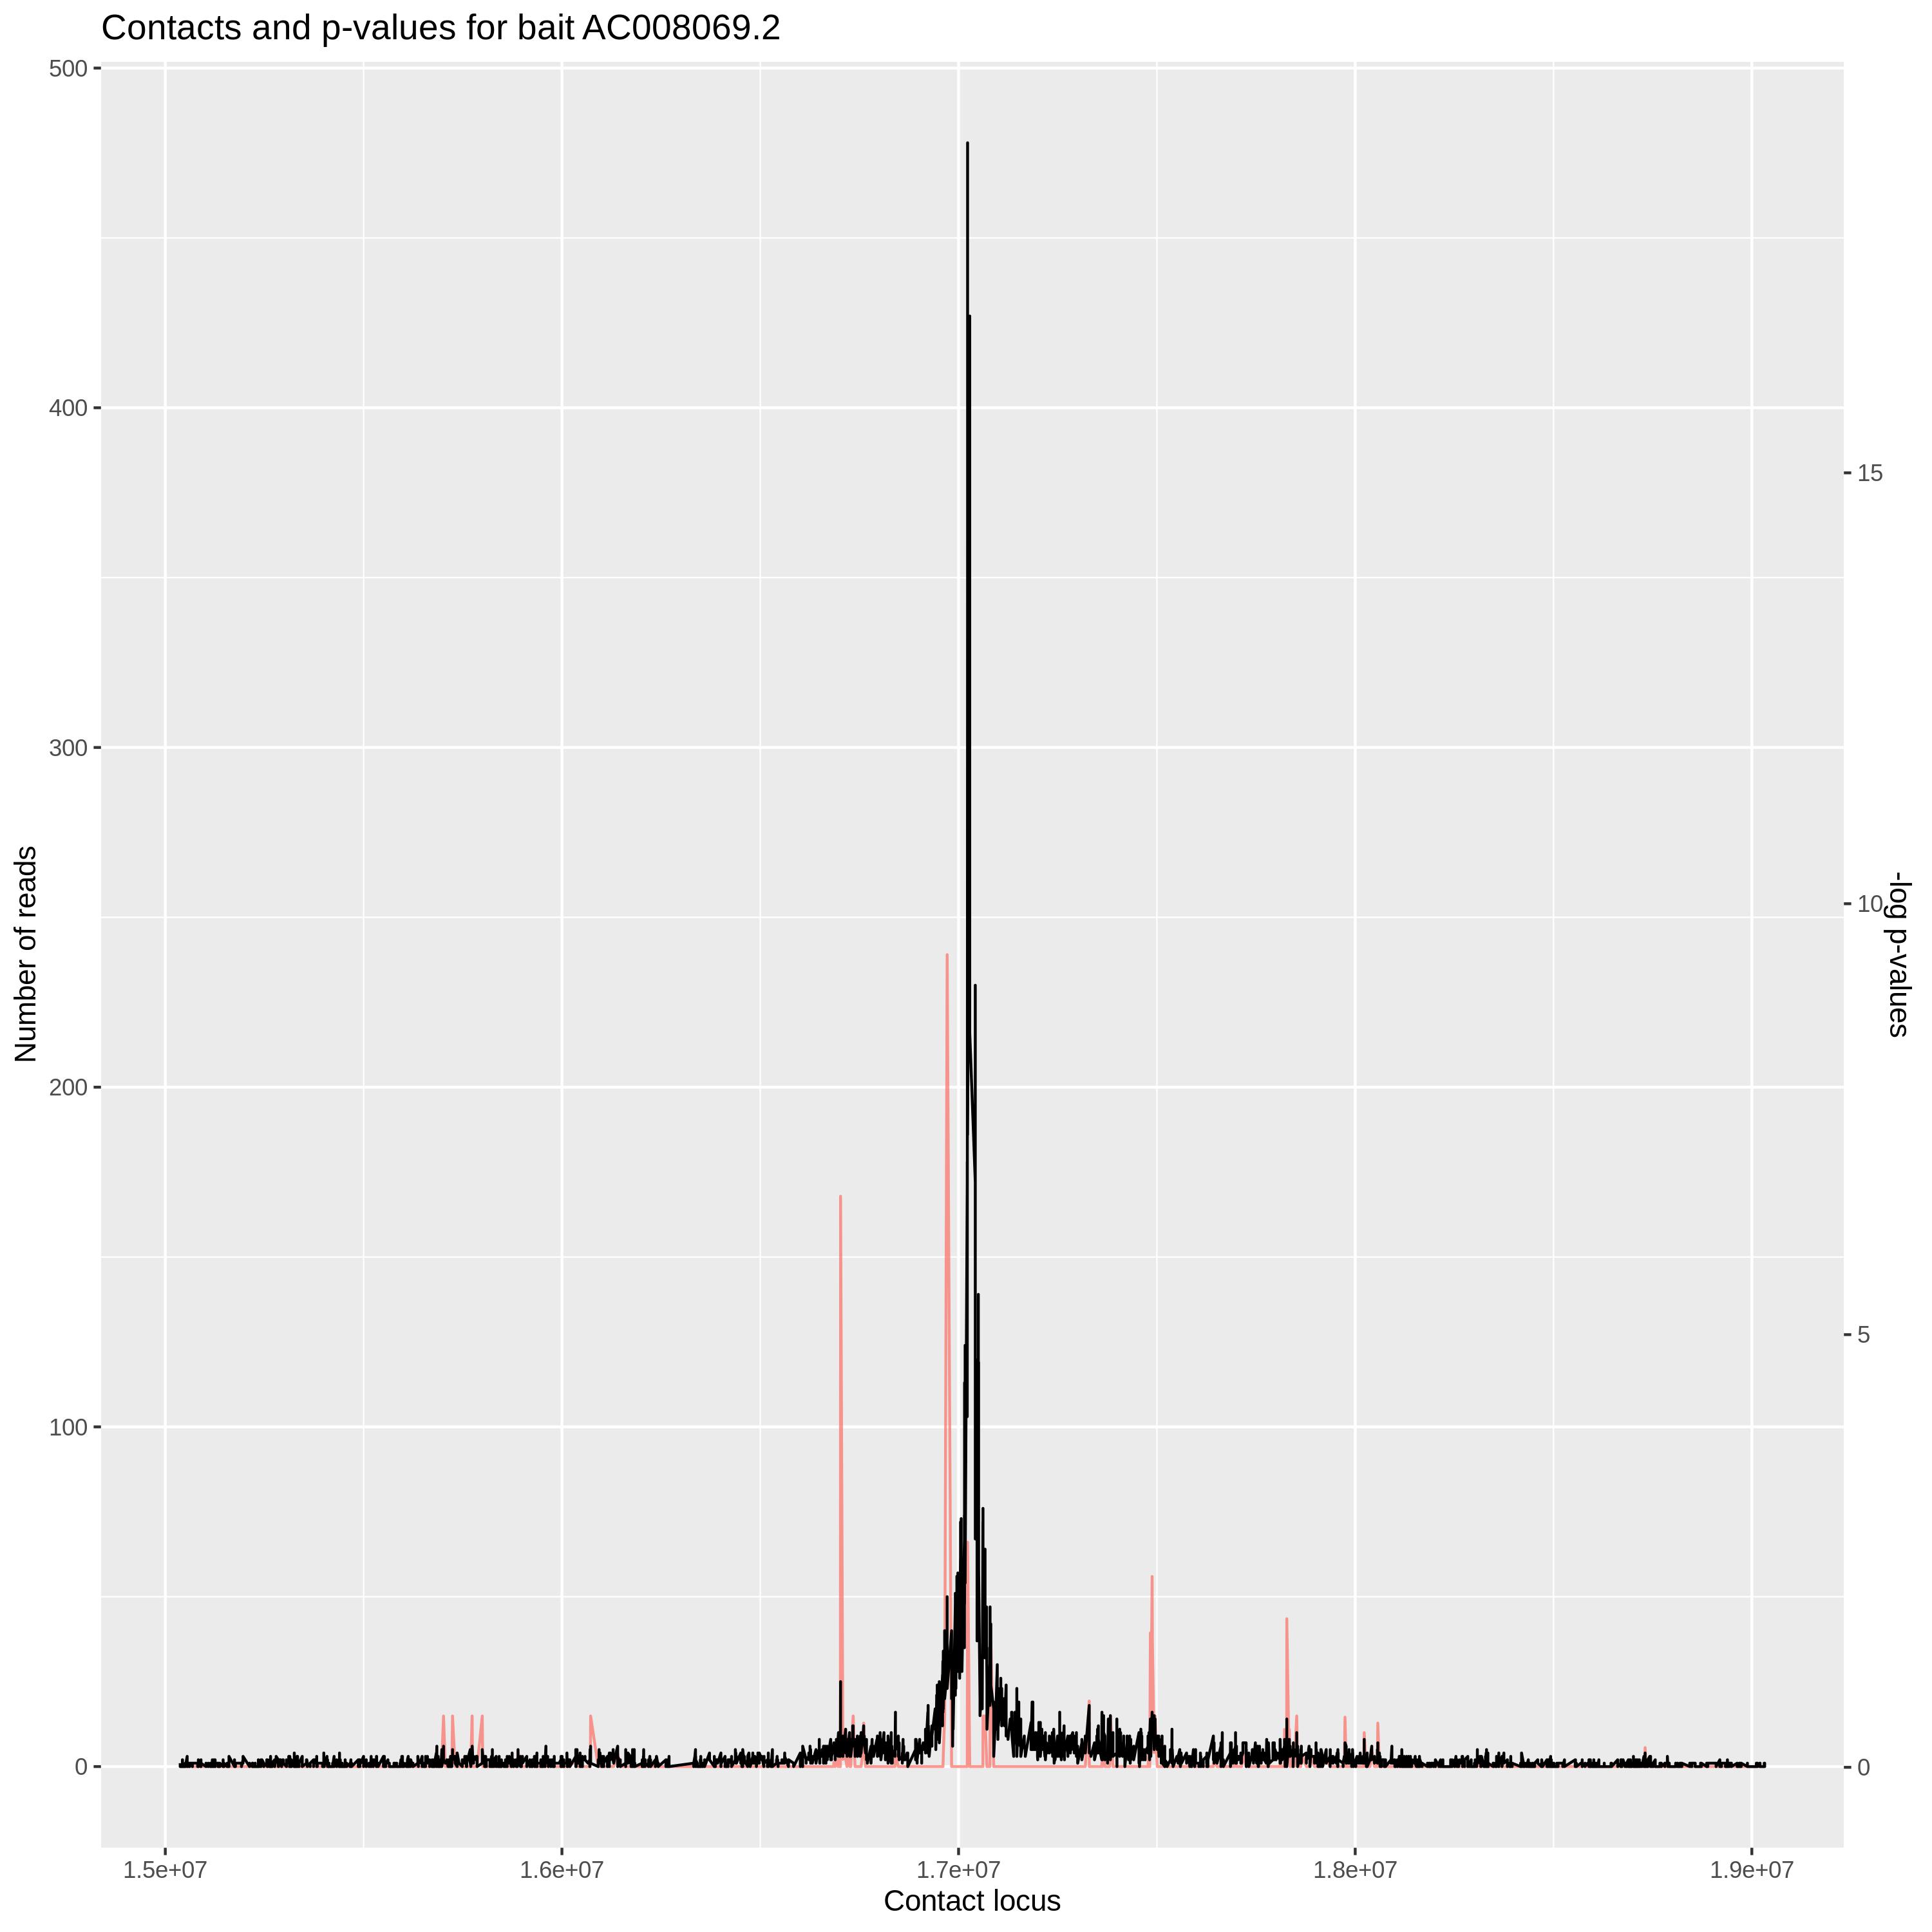 Contacts and p-values for bait AC008069.2
500
400
300
200
100
0
Number of reads
15
10
5
0
-log p-values
1.5e+07 1.6e+07 1.7e+07 1.8e+07 1.9e+07
Contact locus